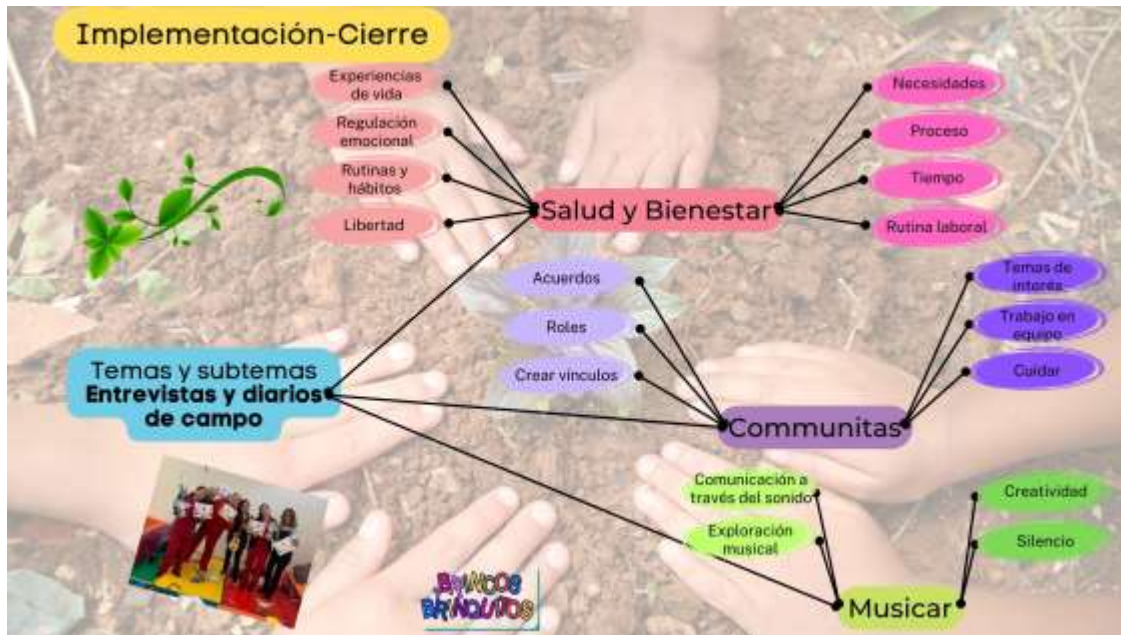 Implementación-Cierre
Experiencias
de vida
Regulación
emocional
Rutinas y
hábitos
Libertad
Salud y Bienestar
Necesidades
Proceso
Tiempo
Rutina laboral
Acuerdos
Roles
Crear vínculos
Communitas
Temas de
interés
Trabajo en
equipo
Cuidar
Temas y subtemas
Entrevistas y diarios
de campo
Comunicación a
través del sonido
Exploración
musical
Musicar
Creatividad
Silencio
BRINCOS
BRINQUITOS